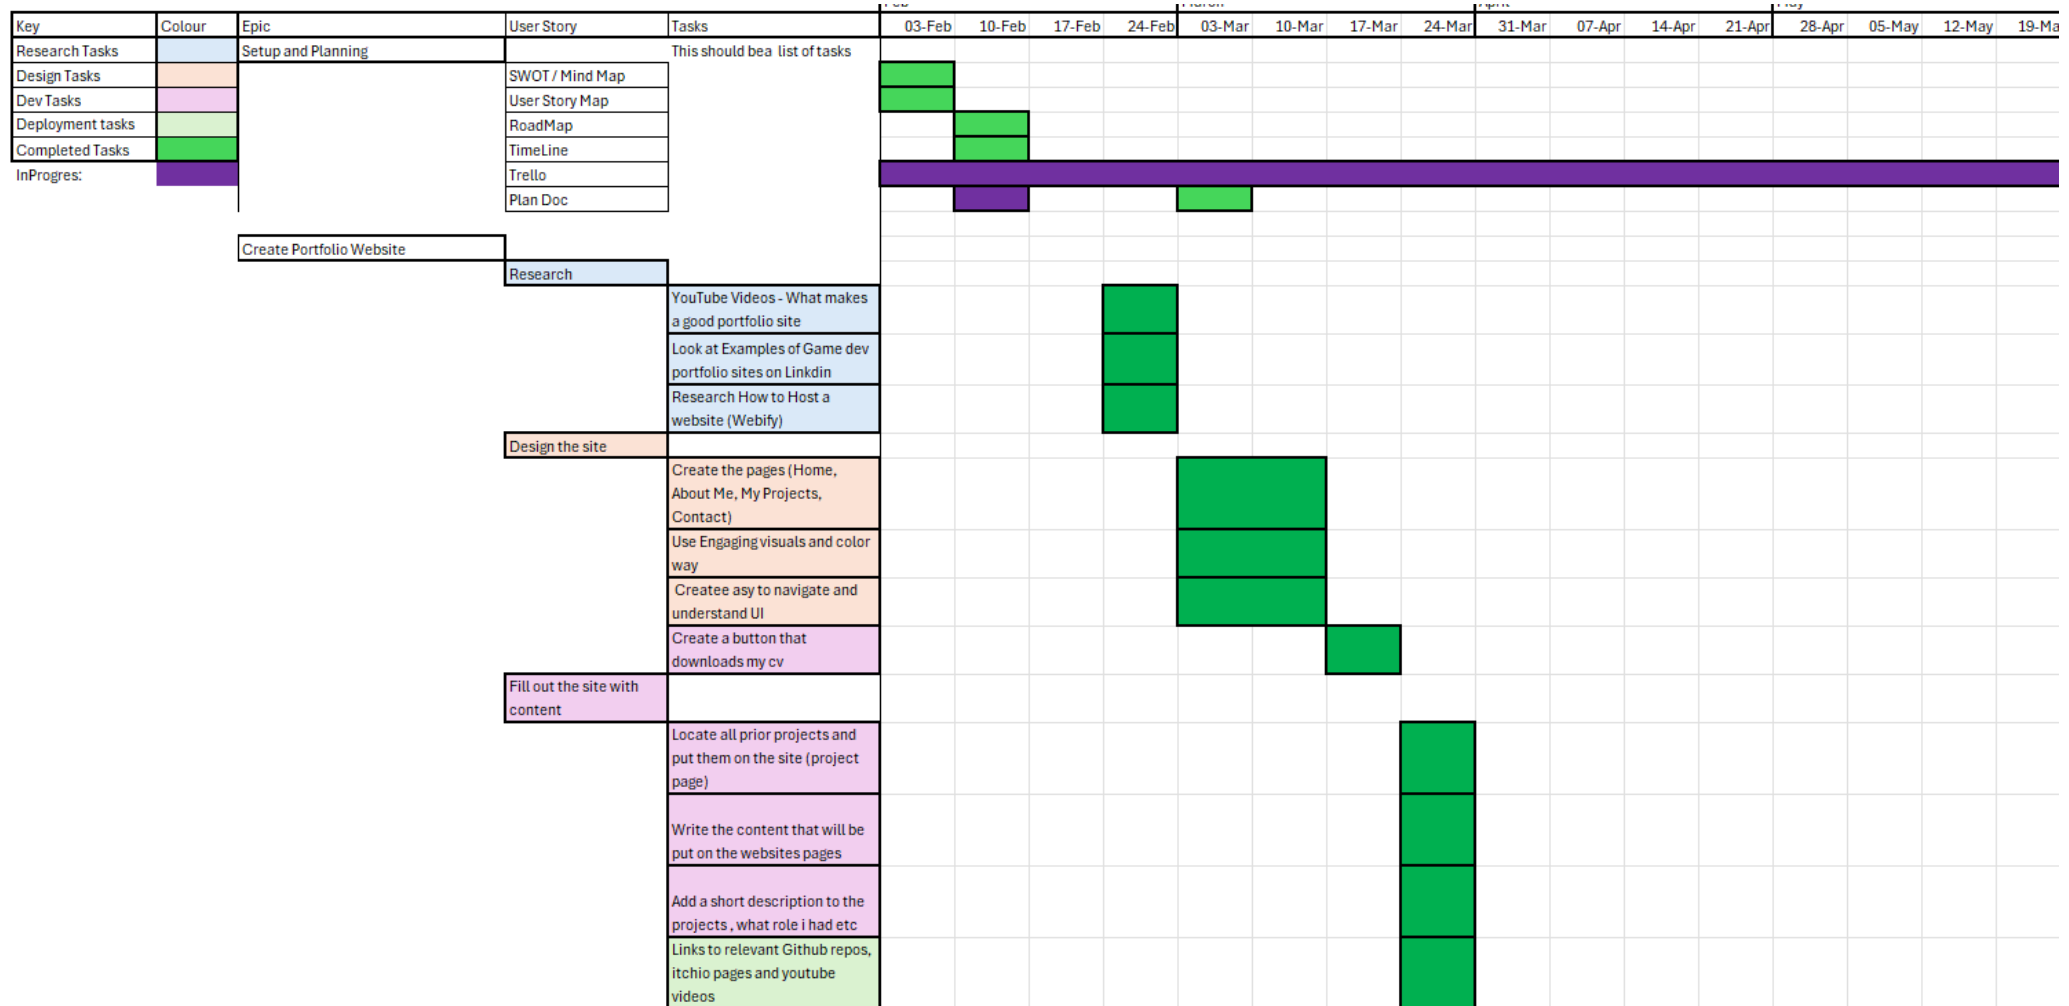 Feb March April May
Key Colour Epic User Story Tasks 03-Feb 10-Feb 17-Feb 24-Feb 03-Mar 10-Mar 17-Mar 24-Mar 31-Mar 07-Apr 14-Apr 21-Apr 28-Apr 05-May 12-May 19-Ma
Research Tasks Setup and Planning This should bea list of tasks
Design Tasks SWOT / Mind Map
Dev Tasks User Story Map
Deployment tasks RoadMap
Completed Tasks TimeLine
InProgres: Trello
Plan Doc
Create Portfolio Website
Research
YouTube Videos - What makes
a good portfolio site
Look at Examples of Game dev
portfolio sites on Linkdin
Research How to Host a
website (Webify)
Design the site
Create the pages (Home,
About Me, My Projects,
Contact)
Use Engaging visuals and color
way
Createe asy to navigate and
understand UI
Create a button that
downloads my cv
Fill out the site with
content
Locate all prior projects and
put them on the site (project
page)
Write the content that will be
put on the websites pages
Add a short description to the
projects , what role i had etc
Links to relevant Github repos,
itchio pages and youtube
videos